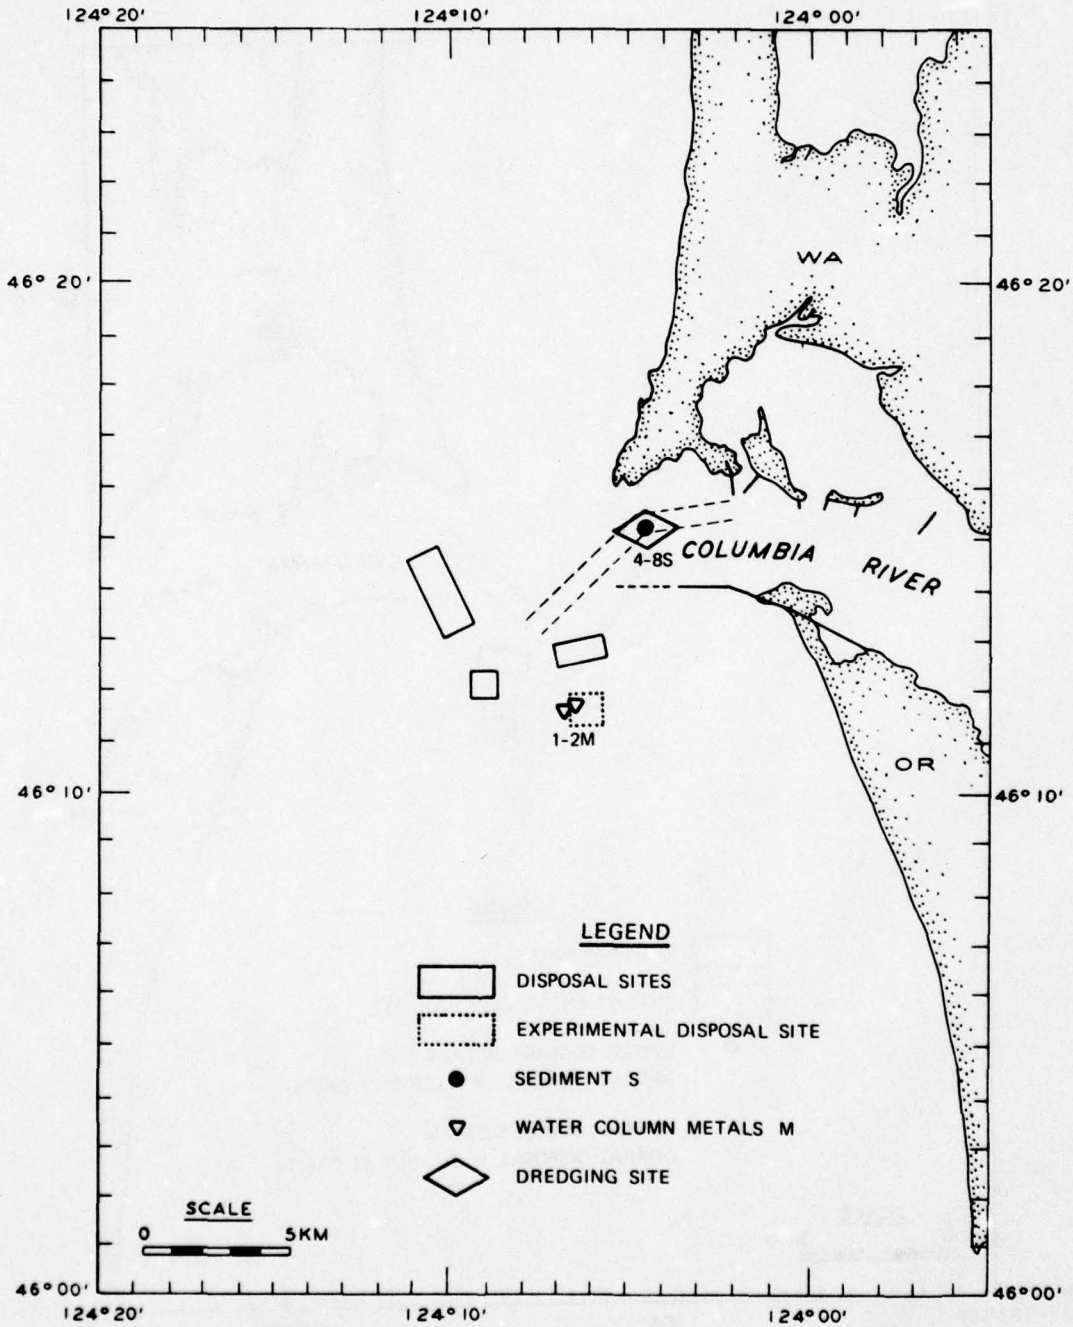 124° 20'
124° 10'
124° 00'
46° 20'
WA
46° 20'
4-8S
COLUMBIA RIVER
1-2M
OR
46° 10'
46° 10'
LEGEND
DISPOSAL SITES
EXPERIMENTAL DISPOSAL SITE
SEDIMENT S
WATER COLUMN METALS M
DREDGING SITE
SCALE
0 5KM
46° 00'
46° 00'
124° 20'
124° 10'
124° 00'